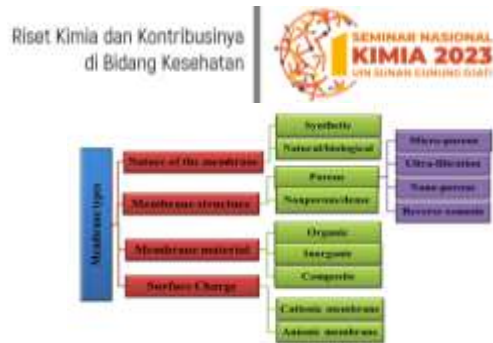 Riset Kimia dan Kontribusinya
di Bidang Kesehatan
SEMINAR NASIONAL
KIMIA 2023
UIN SUNAN GUNUNG DJATI
Membrane types
Nature of the membrane
Synthetic
Natural/biological
Membrane structure
Porous
Nonporous/dense
Micro-porous
Ultra-filtration
Nano-porous
Reverse osmosis
Membrane material
Organic
Inorganic
Composite
Surface Charge
Cationic membrane
Anionic membrane